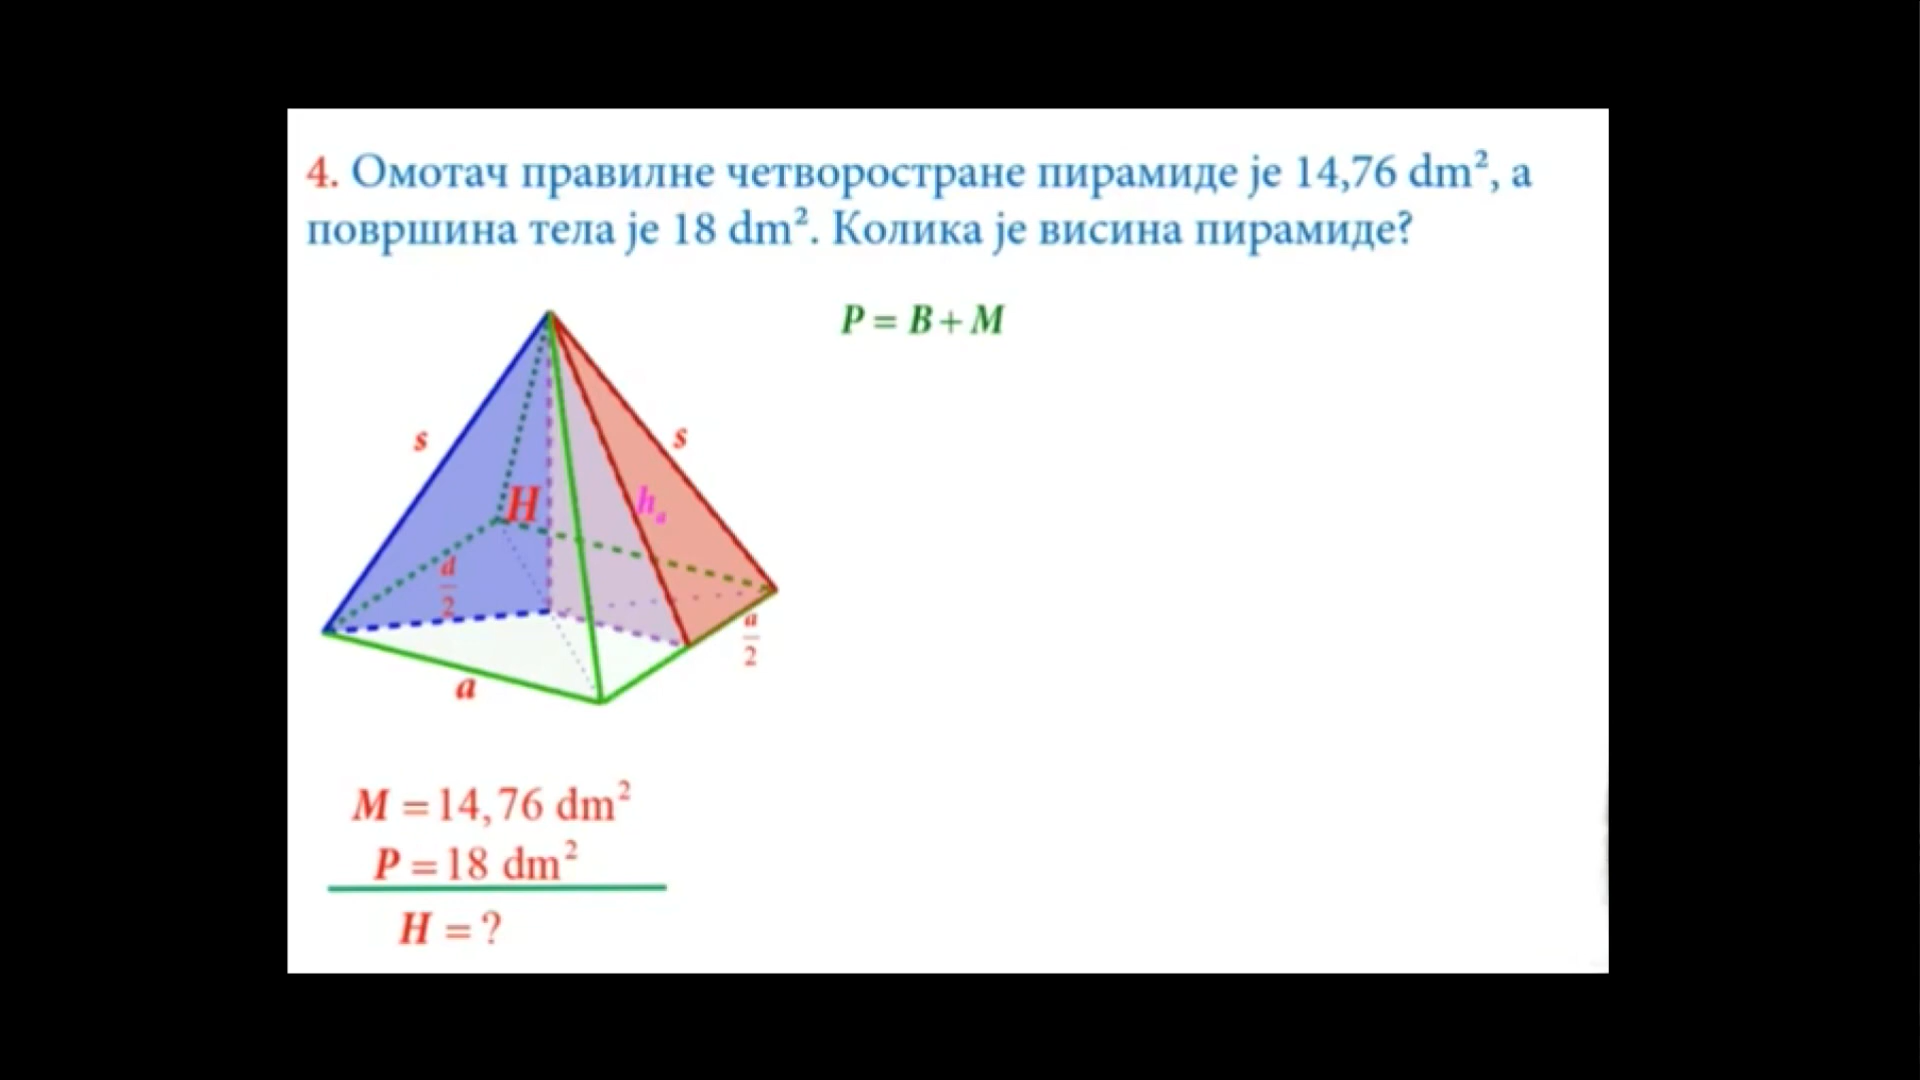 4. Омотач правилне четворостране пирамиде је 14,76 dm², а
површина тела је 18 dm². Колика је висина пирамиде?
P = B + M
s
s
H
hₐ
d/2
a/2
a
M = 14,76 dm²
P = 18 dm²
H = ?